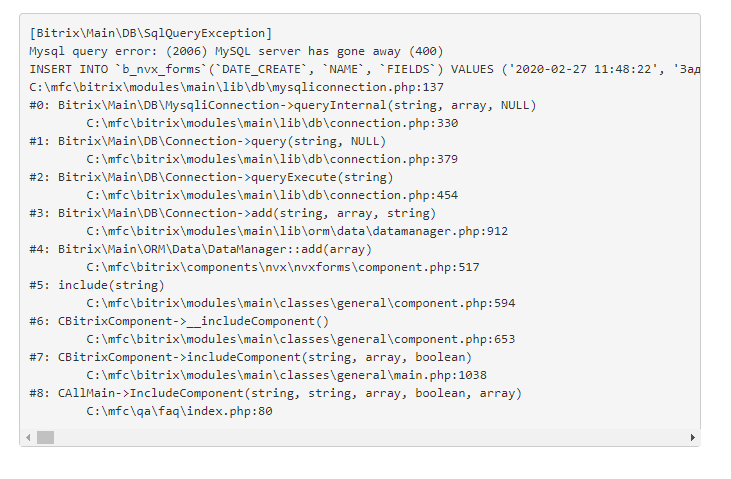 [Bitrix\Main\DB\SqlQueryException]
Mysql query error: (2006) MySQL server has gone away (400)
INSERT INTO `b_nvx_forms`(`DATE_CREATE`, `NAME`, `FIELDS`) VALUES ('2020-02-27 11:48:22', 'Зад
C:\mfc\bitrix\modules\main\lib\db\mysqliconnection.php:137
#0: Bitrix\Main\DB\MysqliConnection->queryInternal(string, array, NULL)
C:\mfc\bitrix\modules\main\lib\db\connection.php:330
#1: Bitrix\Main\DB\Connection->query(string, NULL)
C:\mfc\bitrix\modules\main\lib\db\connection.php:379
#2: Bitrix\Main\DB\Connection->queryExecute(string)
C:\mfc\bitrix\modules\main\lib\db\connection.php:454
#3: Bitrix\Main\DB\Connection->add(string, array, string)
C:\mfc\bitrix\modules\main\lib\orm\data\datamanager.php:912
#4: Bitrix\Main\ORM\Data\DataManager::add(array)
C:\mfc\bitrix\components\nvx\nvxforms\component.php:517
#5: include(string)
C:\mfc\bitrix\modules\main\classes\general\component.php:594
#6: CBitrixComponent->__includeComponent()
C:\mfc\bitrix\modules\main\classes\general\component.php:653
#7: CBitrixComponent->includeComponent(string, array, boolean)
C:\mfc\bitrix\modules\main\classes\general\main.php:1038
#8: CAllMain->IncludeComponent(string, string, array, boolean, array)
C:\mfc\qa\faq\index.php:80